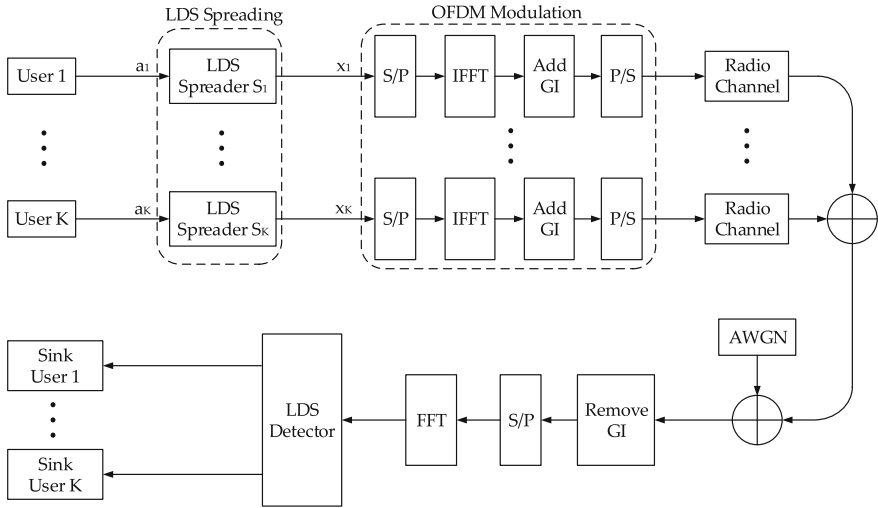 LDS Spreading
OFDM Modulation
User 1
a1
LDS
Spreader S1
x1
S/P
IFFT
Add
GI
P/S
Radio
Channel
User K
aK
LDS
Spreader SK
xK
S/P
IFFT
Add
GI
P/S
Radio
Channel
AWGN
Sink
User 1
LDS
Detector
FFT
S/P
Remove
GI
Sink
User K